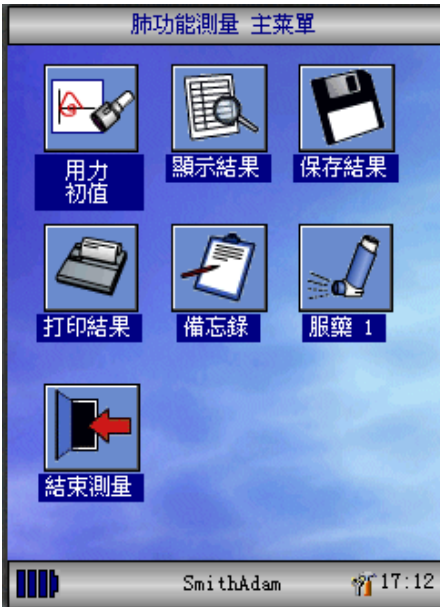 肺功能測量 主菜單
用力
初值
顯示結果
保存結果
打印結果
備忘錄
服藥 1
結束測量
SmithAdam
17:12